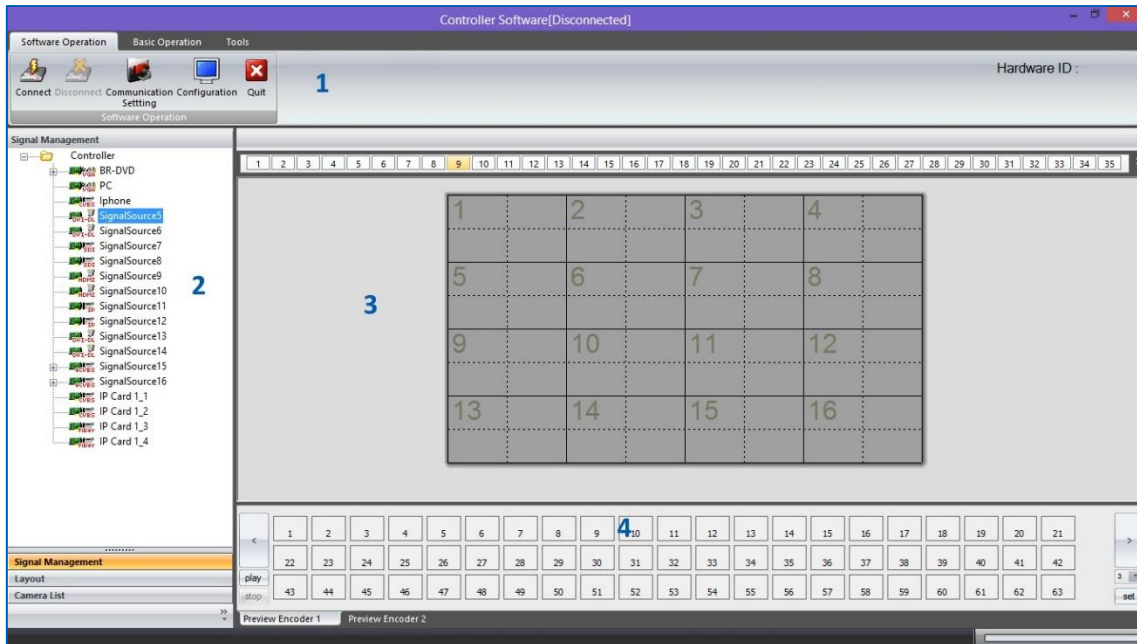 Controller Software[Disconnected]
Software Operation Basic Operation Tools
Connect Disconnect Communication Settting Configuration Quit
1
Hardware ID :
Software Operation
Signal Management
Controller
BR-DVD
PC
Iphone
SignalSource5
SignalSource6
SignalSource7
SignalSource8
SignalSource9
SignalSource10
SignalSource11
SignalSource12
SignalSource13
SignalSource14
SignalSource15
SignalSource16
IP Card 1_1
IP Card 1_2
IP Card 1_3
IP Card 1_4
2
Signal Management
Layout
Camera List
1 2 3 4 5 6 7 8 9 10 11 12 13 14 15 16 17 18 19 20 21 22 23 24 25 26 27 28 29 30 31 32 33 34 35
3
1 2 3 4
5 6 7 8
9 10 11 12
13 14 15 16
4
< 1 2 3 4 5 6 7 8 9 10 11 12 13 14 15 16 17 18 19 20 21 >
22 23 24 25 26 27 28 29 30 31 32 33 34 35 36 37 38 39 40 41 42
play 3
43 44 45 46 47 48 49 50 51 52 53 54 55 56 57 58 59 60 61 62 63
stop set
Preview Encoder 1 Preview Encoder 2